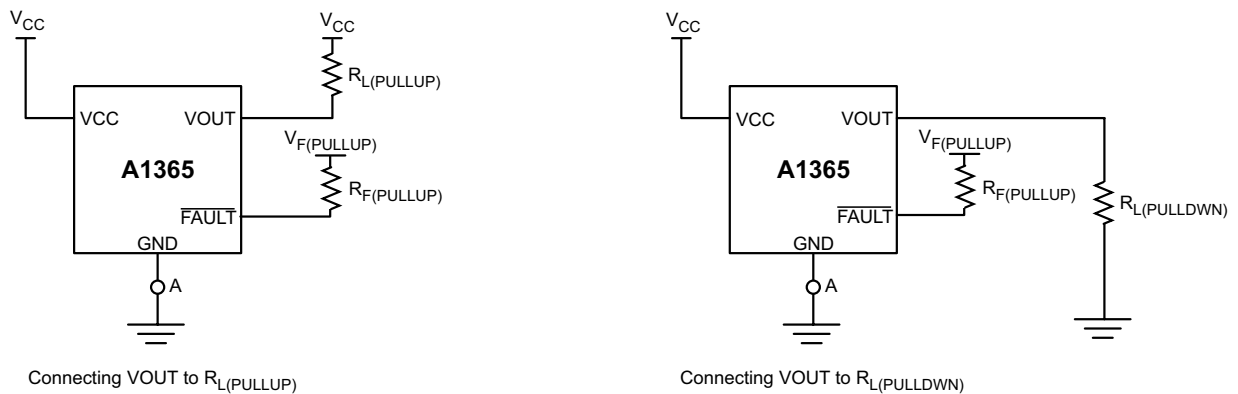 VCC
VCC
RL(PULLUP)
VCC
VOUT
VF(PULLUP)
A1365
RF(PULLUP)
FAULT
GND
A
Connecting VOUT to RL(PULLUP)
VCC
VCC
VOUT
VF(PULLUP)
A1365
RF(PULLUP)
RL(PULLDWN)
FAULT
GND
A
Connecting VOUT to RL(PULLDWN)